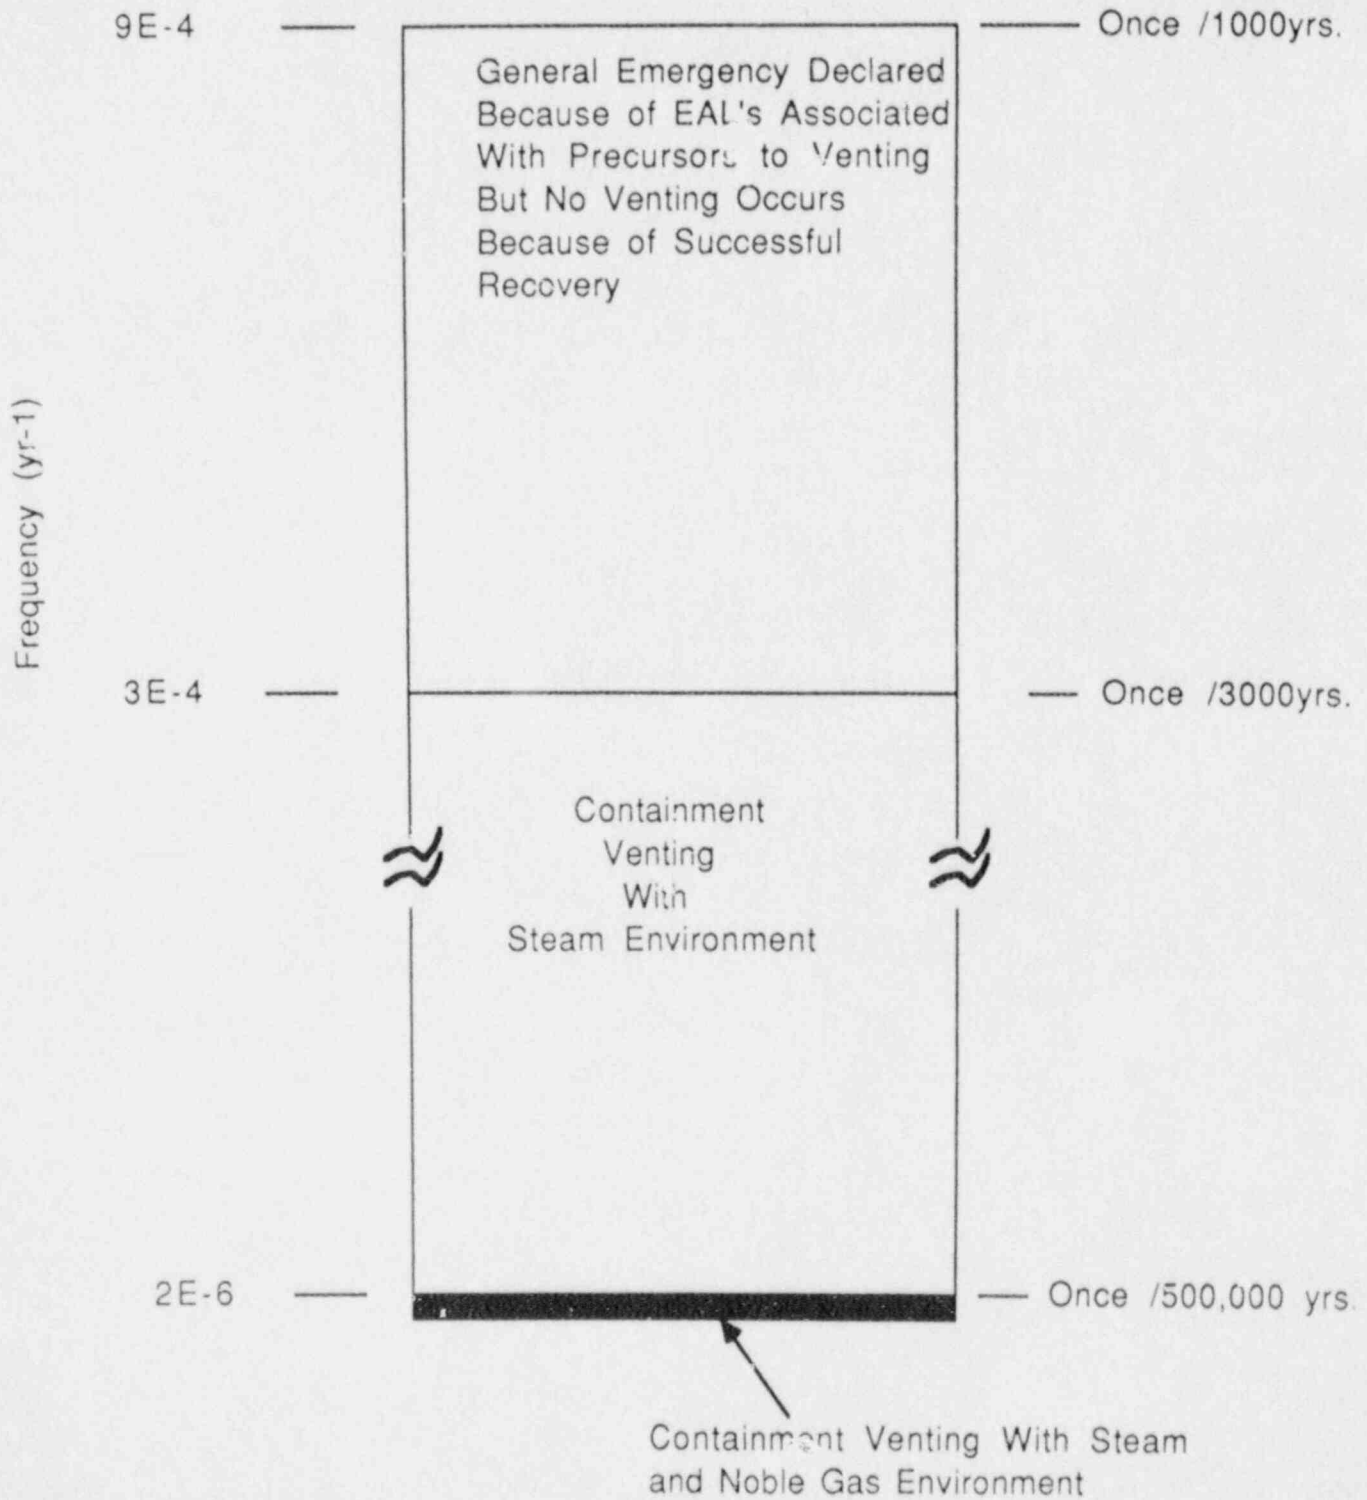 9E-4
Once /1000yrs.
General Emergency Declared
Because of EAL's Associated
With Precursors to Venting
But No Venting Occurs
Because of Successful
Recovery
Frequency (yr-1)
3E-4
Once /3000yrs.
Containment
Venting
With
Steam Environment
2E-6
Once /500,000 yrs.
Containment Venting With Steam
and Noble Gas Environment